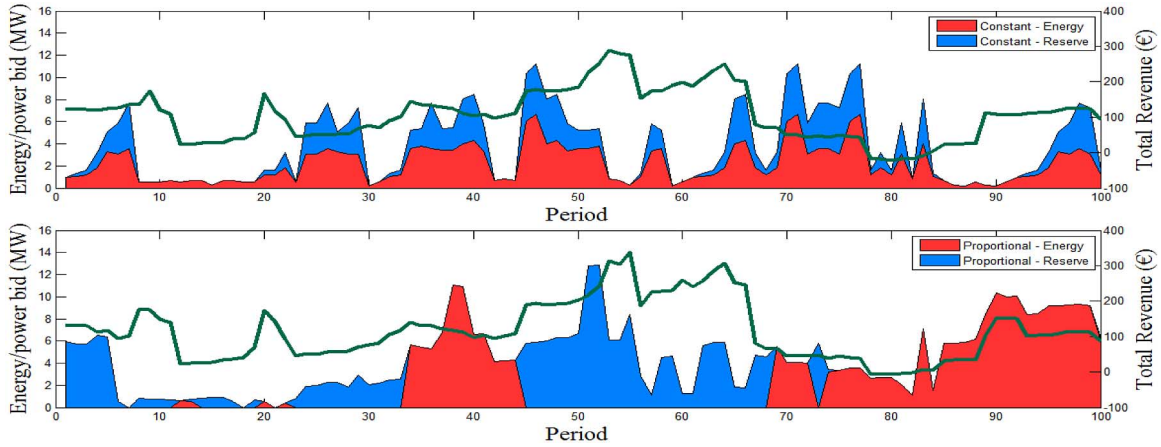 Energy/power bid (MW)
16
14
12
10
8
6
4
2
0
Constant - Energy
Constant - Reserve
400
300
200
100
0
-100
Total Revenue (€)
0 10 20 30 40 50 60 70 80 90 100
Period
Energy/power bid (MW)
16
14
12
10
8
6
4
2
0
Proportional - Energy
Proportional - Reserve
400
300
200
100
0
-100
Total Revenue (€)
0 10 20 30 40 50 60 70 80 90 100
Period